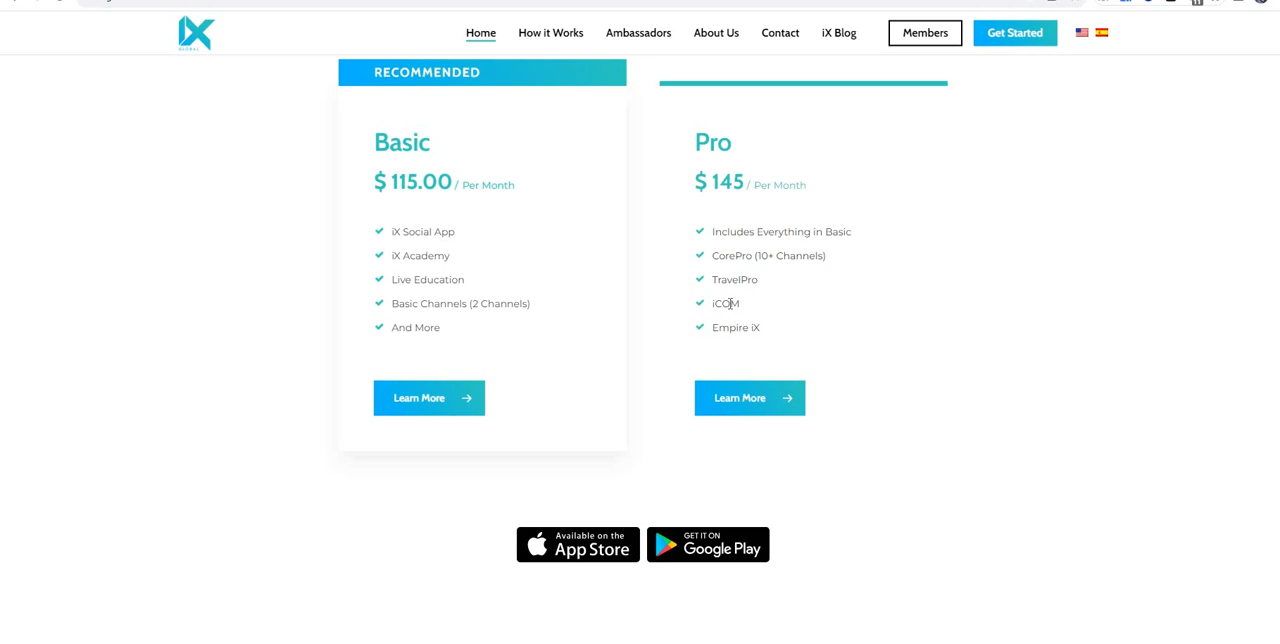 iX
GLOBAL
Home
How it Works
Ambassadors
About Us
Contact
iX Blog
Members
Get Started
RECOMMENDED
Basic
$ 115.00 / Per Month
iX Social App
iX Academy
Live Education
Basic Channels (2 Channels)
And More
Learn More
Pro
$ 145 / Per Month
Includes Everything in Basic
CorePro (10+ Channels)
TravelPro
iCOM
Empire iX
Learn More
Available on the
App Store
GET IT ON
Google Play